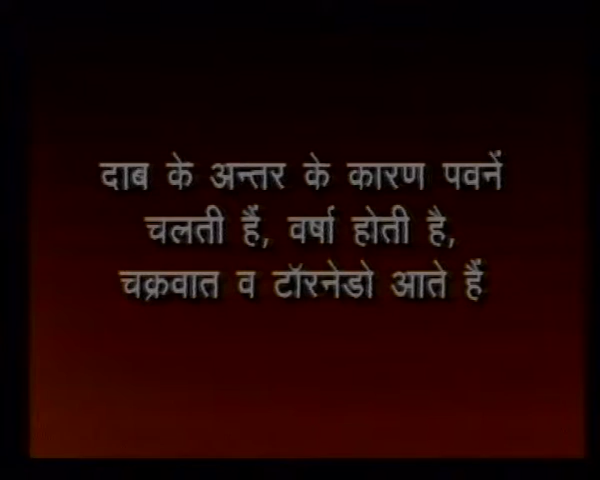 दाब के अन्तर के कारण पवनें
चलती हैं, वर्षा होती है,
चक्रवात व टॉरनेडो आते हैं